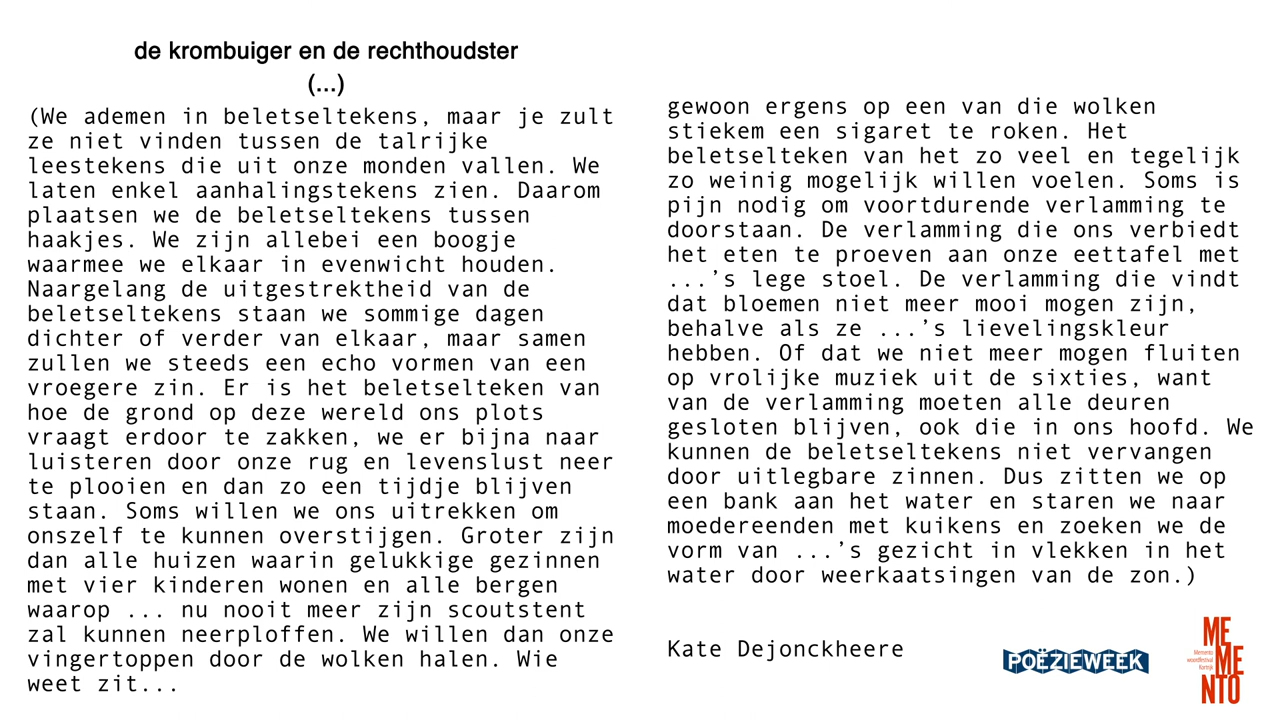 de krombuiger en de rechthoudster
(...)
(We ademen in beletseltekens, maar je zult
ze niet vinden tussen de talrijke
leestekens die uit onze monden vallen. We
laten enkel aanhalingstekens zien. Daarom
plaatsen we de beletseltekens tussen
haakjes. We zijn allebei een boogje
waarmee we elkaar in evenwicht houden.
Naargelang de uitgestrektheid van de
beletseltekens staan we sommige dagen
dichter of verder van elkaar, maar samen
zullen we steeds een echo vormen van een
vroegere zin. Er is het beletselteken van
hoe de grond op deze wereld ons plots
vraagt erdoor te zakken, we er bijna naar
luisteren door onze rug en levenslust neer
te plooien en dan zo een tijdje blijven
staan. Soms willen we ons uitrekken om
onszelf te kunnen overstijgen. Groter zijn
dan alle huizen waarin gelukkige gezinnen
met vier kinderen wonen en alle bergen
waarop ... nu nooit meer zijn scoutstent
zal kunnen neerploffen. We willen dan onze
vingertoppen door de wolken halen. Wie
weet zit...
gewoon ergens op een van die wolken
stiekem een sigaret te roken. Het
beletselteken van het zo veel en tegelijk
zo weinig mogelijk willen voelen. Soms is
pijn nodig om voortdurende verlamming te
doorstaan. De verlamming die ons verbiedt
het eten te proeven aan onze eettafel met
...’s lege stoel. De verlamming die vindt
dat bloemen niet meer mooi mogen zijn,
behalve als ze ...’s lievelingskleur
hebben. Of dat we niet meer mogen fluiten
op vrolijke muziek uit de sixties, want
van de verlamming moeten alle deuren
gesloten blijven, ook die in ons hoofd. We
kunnen de beletseltekens niet vervangen
door uitlegbare zinnen. Dus zitten we op
een bank aan het water en staren we naar
moedereenden met kuikens en zoeken we de
vorm van ...’s gezicht in vlekken in het
water door weerkaatsingen van de zon.)
Kate Dejonckheere
POËZIEWEEK
ME
ME
NTO
Memento
woordfestival
Kortrijk